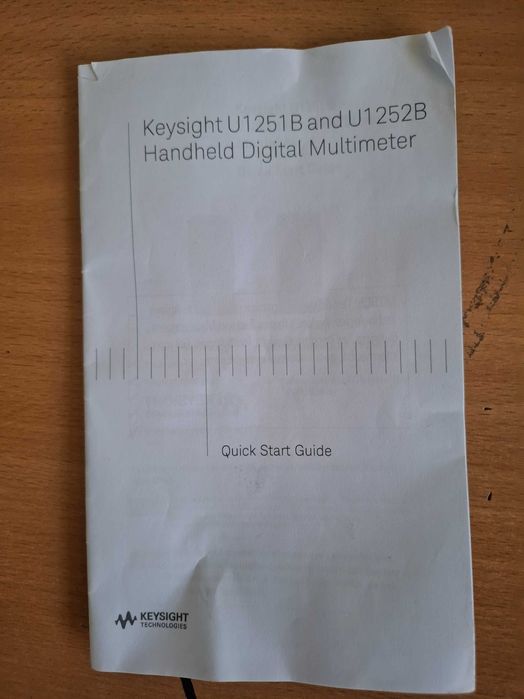 Keysight U1251B and U1252B
Handheld Digital Multimeter
Quick Start Guide
KEYSIGHT
TECHNOLOGIES